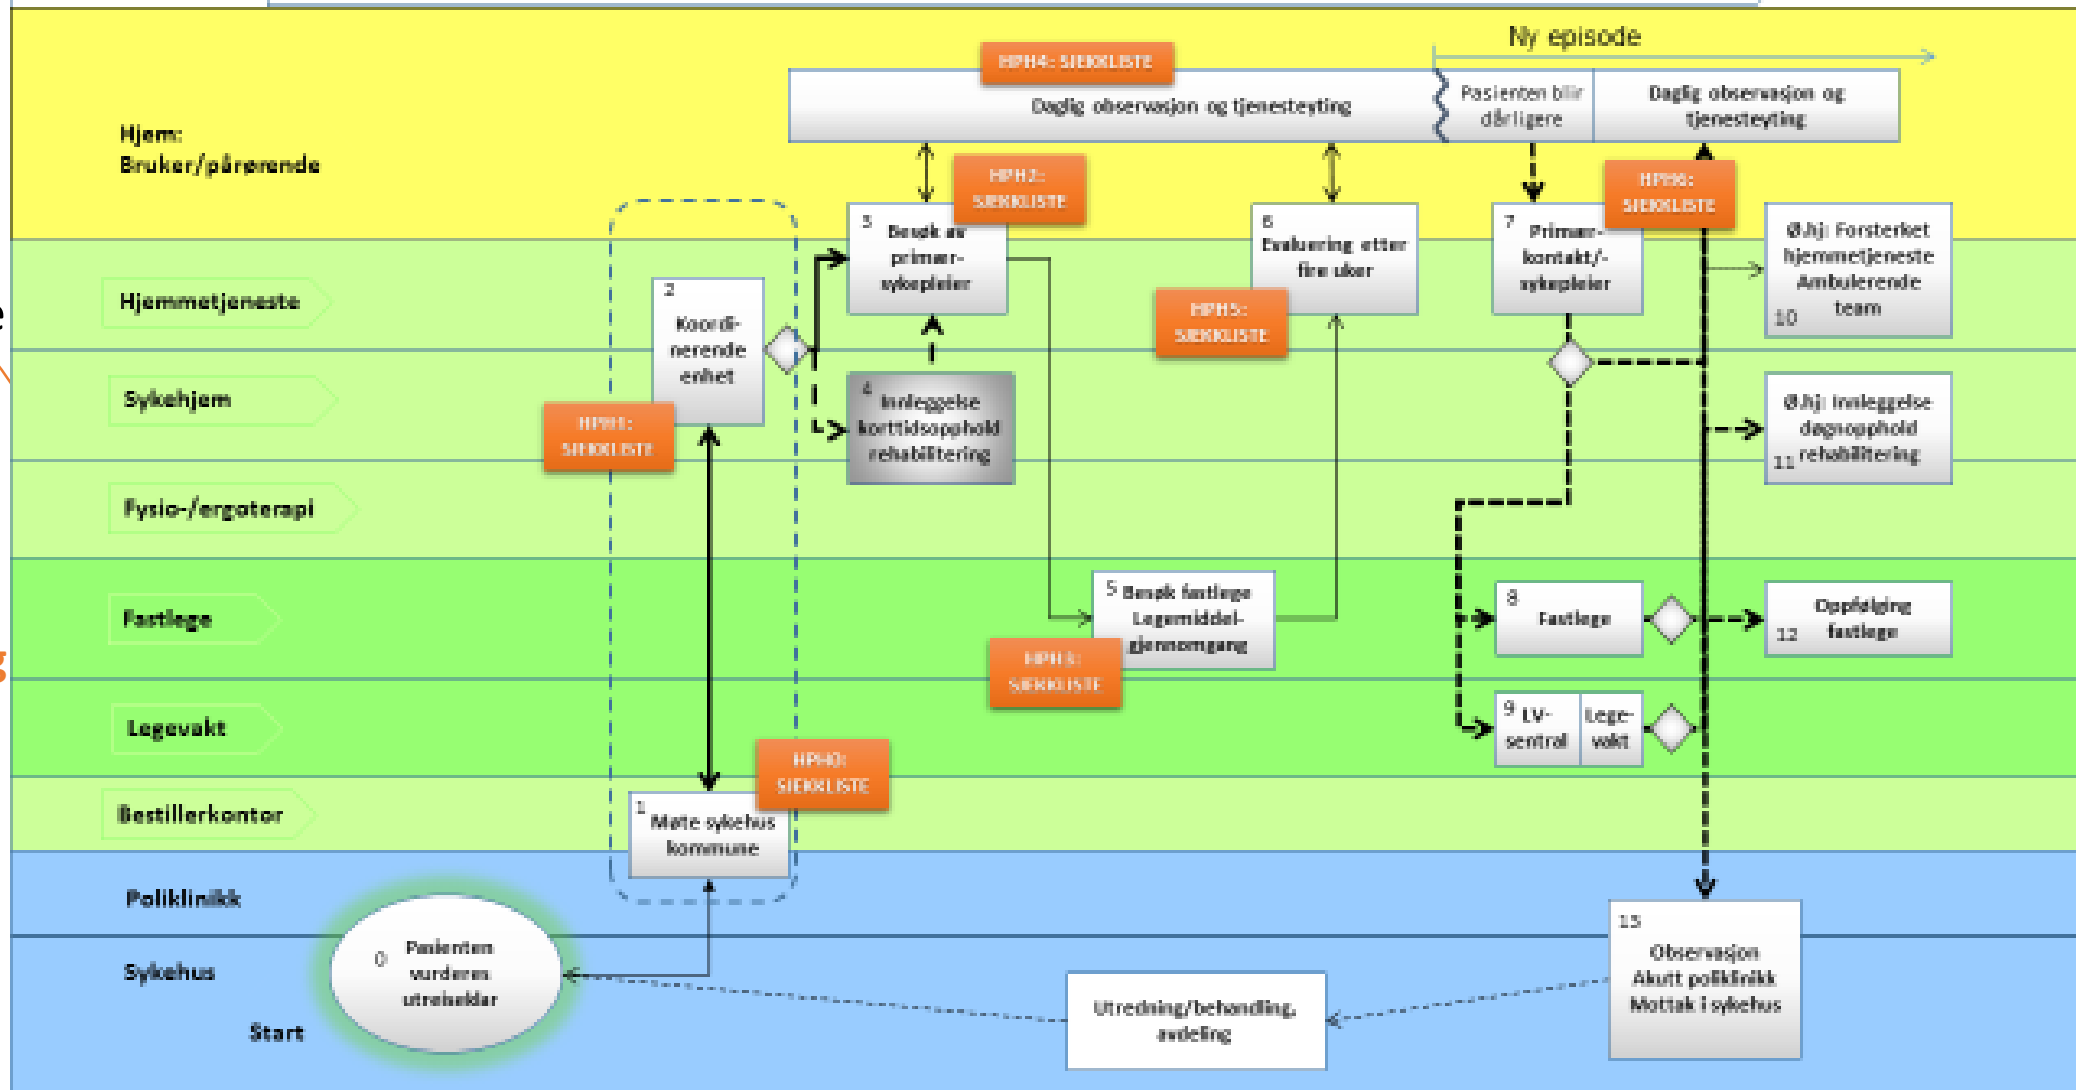 Ny episode
HPH4: SJEKKLISTE
Daglig observasjon og tjenesteyting
Pasienten blir
dårligere
Daglig observasjon og
tjenesteyting
Hjem:
Bruker/pårørende
HPH2:
SJEKKLISTE
HPH6:
SJEKKLISTE
3
Besøk av
primær-
sykepleier
6
Evaluering etter
fire uker
7
Primær-
kontakt/-
sykepleier
Ø.hj: Forsterket
hjemmetjeneste
Ambulerende
team
10
Hjemmetjeneste
2
Koordi-
nerende
enhet
HPH5:
SJEKKLISTE
e
Sykehjem
HPH1:
SJEKKLISTE
4
Innleggelse
korttidsopphold
rehabilitering
Ø.hj: Innleggelse
døgnopphold
rehabilitering
11
Fysio-/ergoterapi
Fastlege
5
Besøk fastlege
Legemiddel-
gjennomgang
HPH3:
SJEKKLISTE
8
Fastlege
Oppfølging
fastlege
12
g
Legevakt
9
LV-
sentral
Lege-
vakt
HPH0:
SJEKKLISTE
Bestillerkontor
1
Møte sykehus
kommune
Poliklinikk
0
Pasienten
vurderes
utreiseklar
13
Observasjon
Akutt poliklinikk
Mottak i sykehus
Sykehus
Utredning/behandling,
avdeling
Start